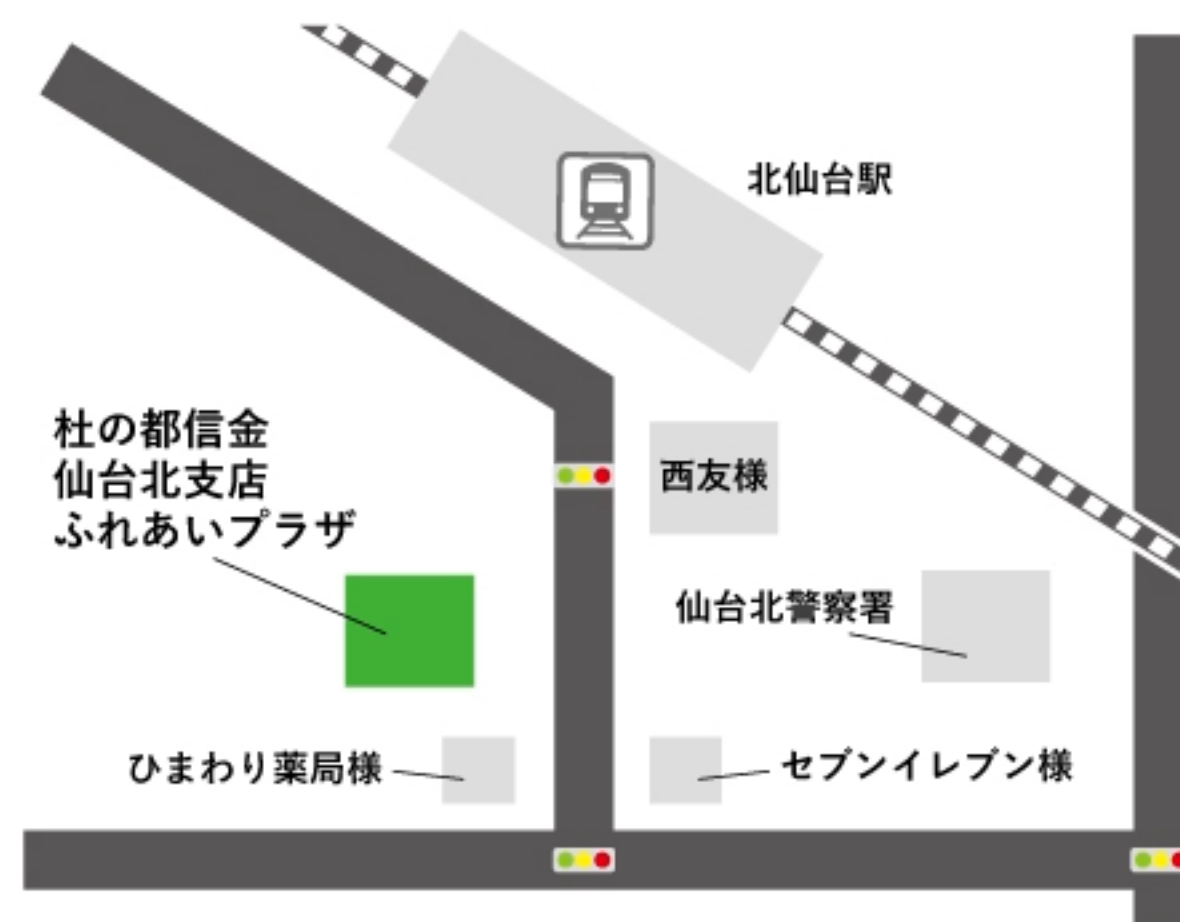 北仙台駅
杜の都信金
仙台北支店
ふれあいプラザ
西友様
仙台北警察署
ひまわり薬局様
セブンイレブン様